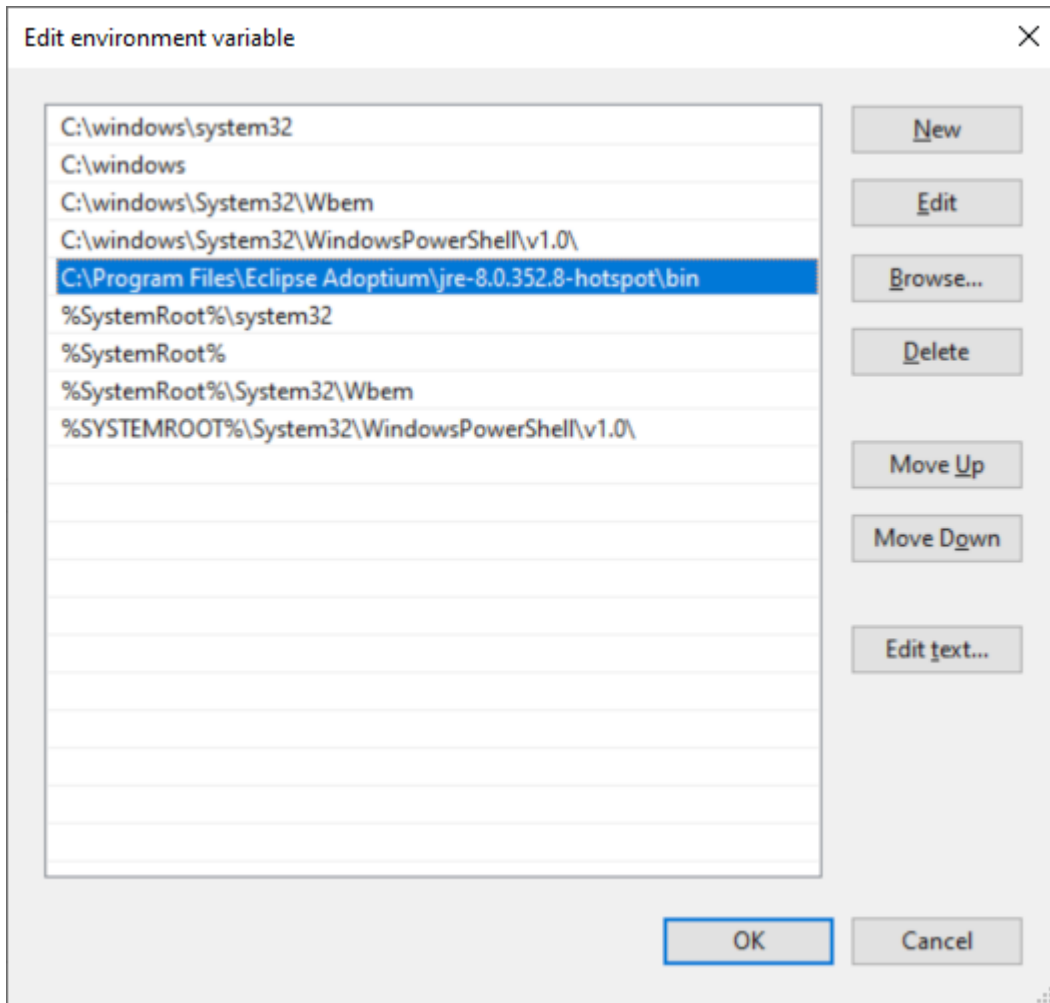 Edit environment variable
C:\windows\system32
C:\windows
C:\windows\System32\Wbem
C:\windows\System32\WindowsPowerShell\v1.0\
C:\Program Files\Eclipse Adoptium\jre-8.0.352.8-hotspot\bin
%SystemRoot%\system32
%SystemRoot%
%SystemRoot%\System32\Wbem
%SYSTEMROOT%\System32\WindowsPowerShell\v1.0\
New
Edit
Browse...
Delete
Move Up
Move Down
Edit text...
OK
Cancel